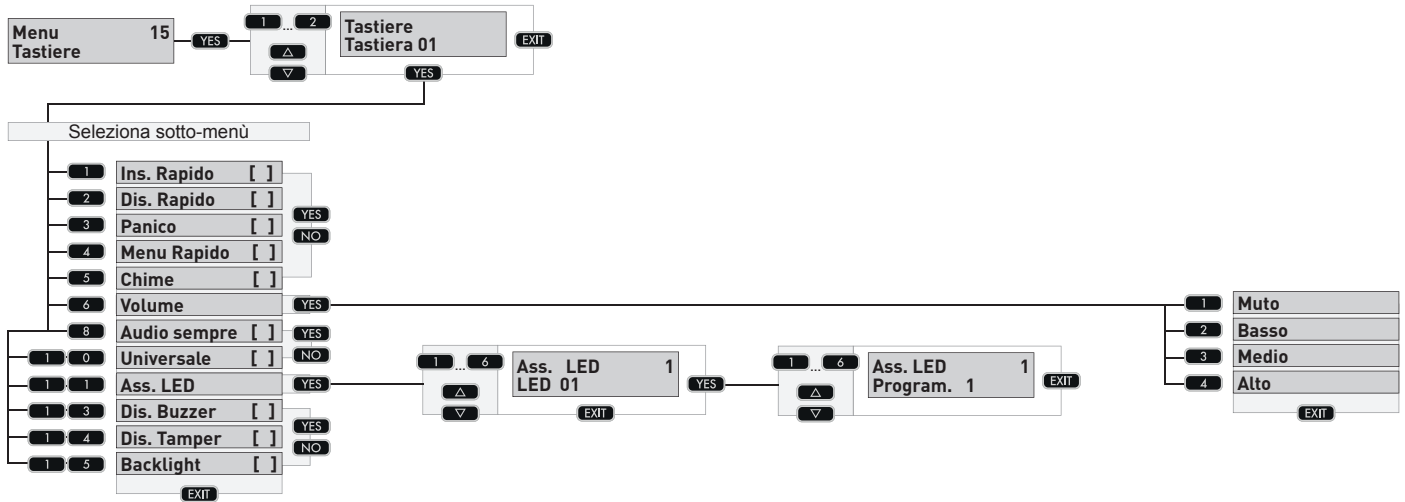 Menu 15
Tastiere
YES
1 ... 2
Tastiere
Tastiera 01
EXIT
YES
Seleziona sotto-menù
1 Ins. Rapido [ ]
2 Dis. Rapido [ ]
YES
3 Panico [ ]
NO
4 Menu Rapido [ ]
5 Chime [ ]
6 Volume YES
8 Audio sempre [ ] YES
1 0 Universale [ ] NO
1 1 Ass. LED YES
1 3 Dis. Buzzer [ ]
YES
1 4 Dis. Tamper [ ]
NO
1 5 Backlight [ ]
EXIT
1 ... 6
Ass. LED 1
LED 01
YES
EXIT
1 ... 6
Ass. LED 1
Program. 1
EXIT
1 Muto
2 Basso
3 Medio
4 Alto
EXIT